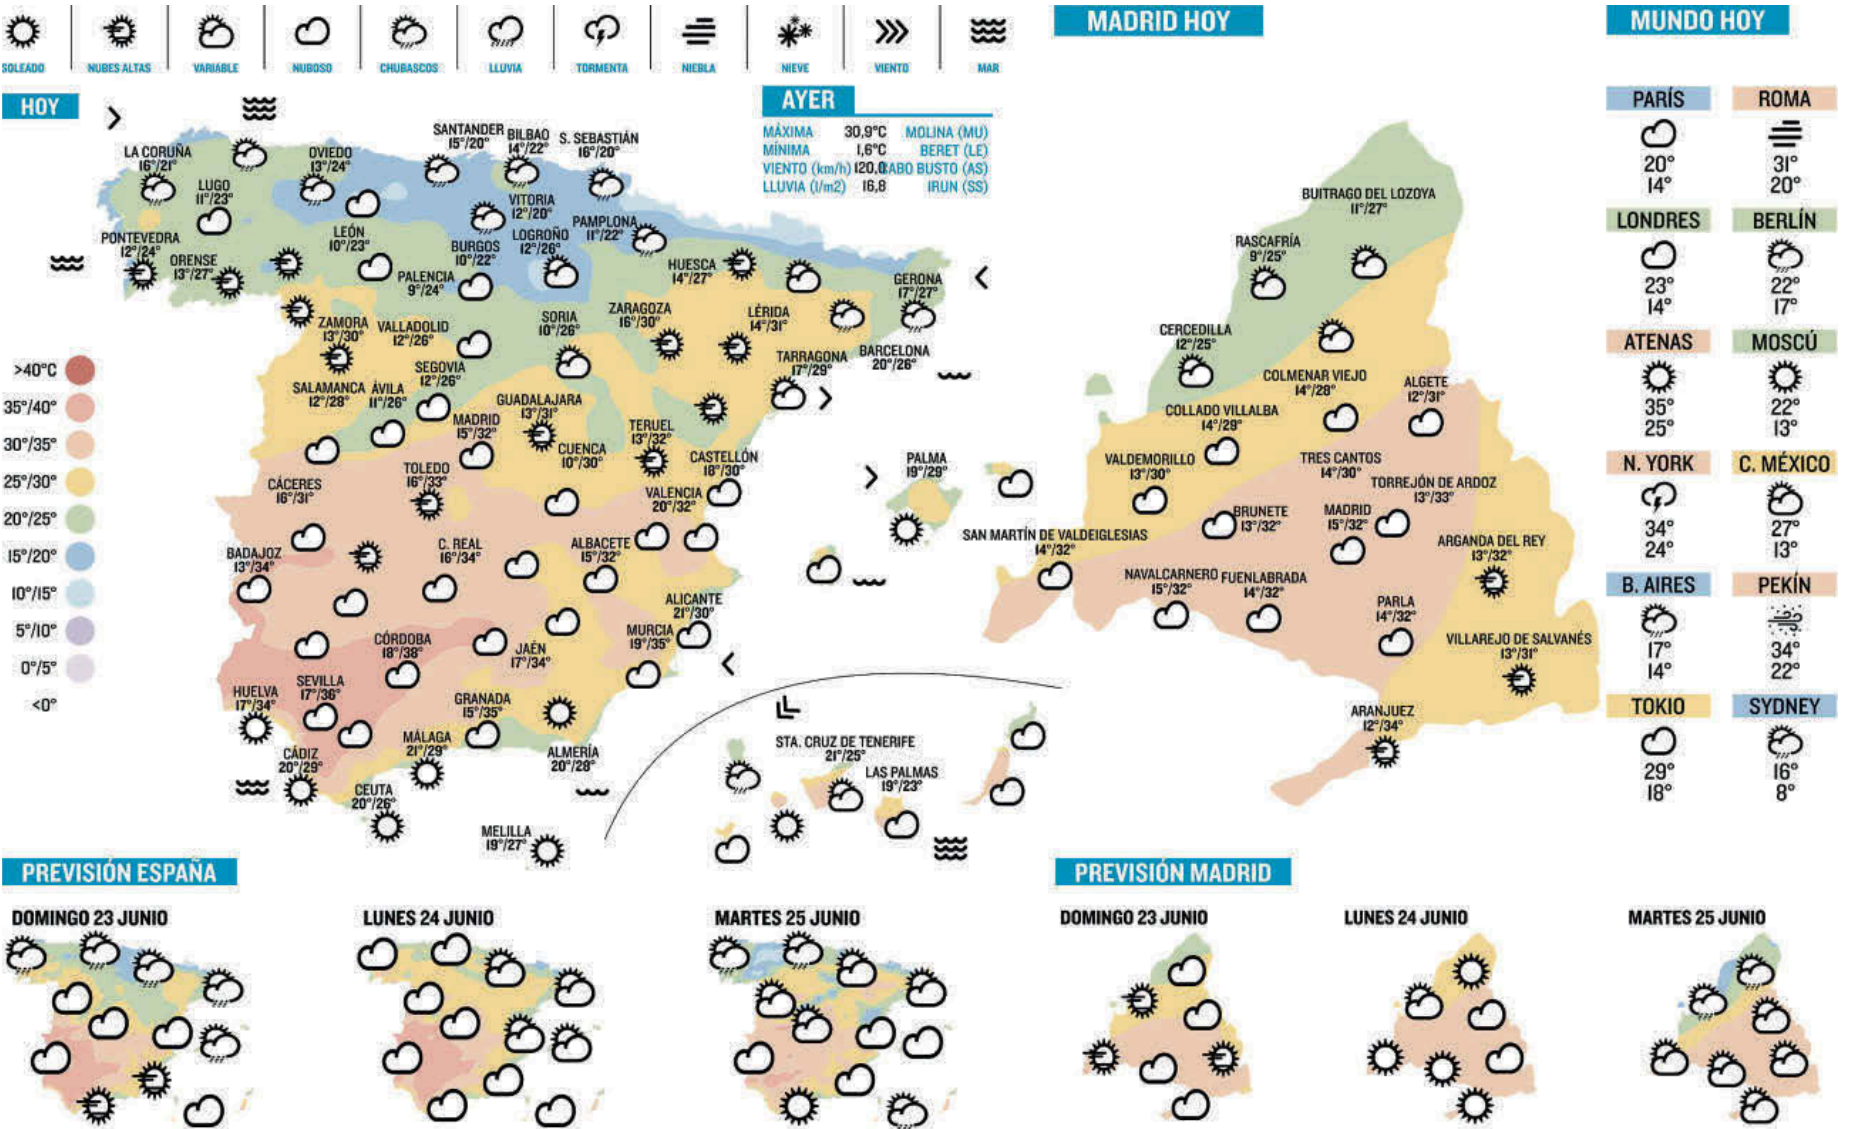 SOLEADO
NUBES ALTAS
VARIABLE
NUBOSO
CHUBASCOS
LLUVIA
TORMENTA
NIEBLA
NIEVE
VIENTO
MAR
HOY
AYER
MÁXIMA 30,9°C MOLINA (MU)
MÍNIMA 1,6°C BERET (LE)
VIENTO (km/h) 120,0 CABO BUSTO (AS)
LLUVIA (l/m2) 16,8 IRUN (SS)
LA CORUÑA
16°/21°
LUGO
11°/23°
OVIEDO
13°/24°
SANTANDER
15°/20°
BILBAO
14°/22°
S. SEBASTIÁN
16°/20°
VITORIA
12°/20°
PAMPLONA
11°/22°
PONTEVEDRA
12°/24°
ORENSE
13°/27°
LEÓN
10°/23°
BURGOS
10°/22°
LOGROÑO
12°/26°
PALENCIA
9°/24°
HUESCA
14°/27°
GERONA
17°/27°
ZAMORA
13°/30°
VALLADOLID
12°/26°
SORIA
10°/26°
ZARAGOZA
16°/30°
LÉRIDA
14°/31°
TARRAGONA
17°/29°
BARCELONA
20°/26°
SEGOVIA
12°/26°
SALAMANCA
12°/28°
ÁVILA
11°/26°
MADRID
15°/32°
GUADALAJARA
13°/31°
CUENCA
10°/30°
TERUEL
13°/32°
CASTELLÓN
18°/30°
TOLEDO
16°/33°
CÁCERES
16°/31°
VALENCIA
20°/32°
PALMA
19°/29°
BADAJOZ
13°/34°
C. REAL
16°/34°
ALBACETE
15°/32°
ALICANTE
21°/30°
MURCIA
19°/35°
CÓRDOBA
18°/38°
JAÉN
17°/34°
HUELVA
17°/34°
SEVILLA
17°/36°
GRANADA
15°/35°
MÁLAGA
21°/29°
ALMERÍA
20°/28°
CÁDIZ
20°/29°
CEUTA
20°/26°
MELILLA
19°/27°
STA. CRUZ DE TENERIFE
21°/25°
LAS PALMAS
19°/23°
>40°C
35°/40°
30°/35°
25°/30°
20°/25°
15°/20°
10°/15°
5°/10°
0°/5°
<0°
MADRID HOY
BUITRAGO DEL LOZOYA
11°/27°
RASCAFRÍA
9°/25°
CERCEDILLA
12°/25°
COLMENAR VIEJO
14°/28°
ALGETE
12°/31°
COLLADO VILLALBA
14°/29°
VALDEMORILLO
13°/30°
TRES CANTOS
14°/30°
TORREJÓN DE ARDOZ
13°/33°
BRUNETE
13°/32°
MADRID
15°/32°
SAN MARTÍN DE VALDEIGLESIAS
14°/32°
ARGANDA DEL REY
13°/32°
NAVALCARNERO
15°/32°
FUENLABRADA
14°/32°
PARLA
14°/32°
VILLAREJO DE SALVANÉS
13°/31°
ARANJUEZ
12°/34°
MUNDO HOY
PARÍS
20°
14°
ROMA
31°
20°
LONDRES
23°
14°
BERLÍN
22°
17°
ATENAS
35°
25°
MOSCÚ
22°
13°
N. YORK
34°
24°
C. MÉXICO
27°
13°
B. AIRES
17°
14°
PEKÍN
34°
22°
TOKIO
29°
18°
SYDNEY
16°
8°
PREVISIÓN ESPAÑA
DOMINGO 23 JUNIO
LUNES 24 JUNIO
MARTES 25 JUNIO
PREVISIÓN MADRID
DOMINGO 23 JUNIO
LUNES 24 JUNIO
MARTES 25 JUNIO